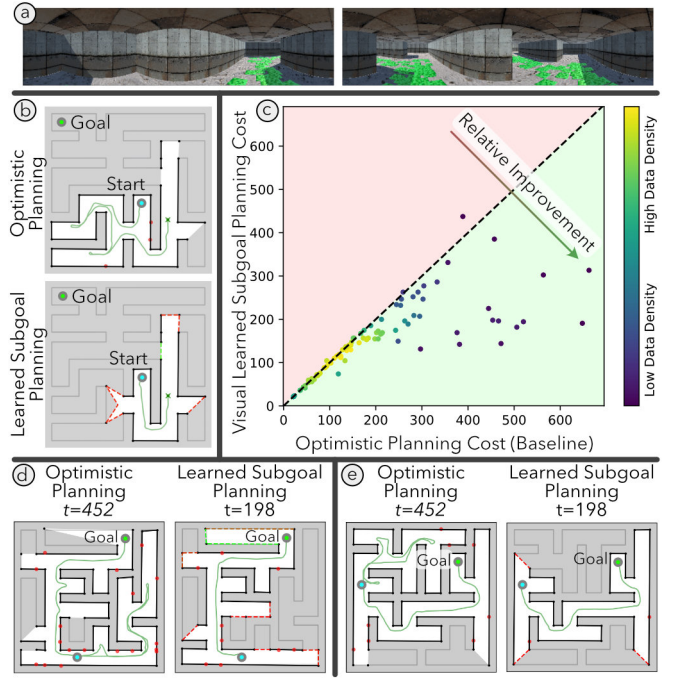 a
b
Goal
Start
Optimistic
Planning
Goal
Start
Learned Subgoal
Planning
c
Visual Learned Subgoal Planning Cost
600
500
400
300
200
100
0
0
100
200
300
400
500
600
Optimistic Planning Cost (Baseline)
Relative Improvement
High Data Density
Low Data Density
d
Optimistic
Planning
t=452
Goal
Learned Subgoal
Planning
t=198
Goal
e
Optimistic
Planning
t=452
Goal
Learned Subgoal
Planning
t=198
Goal